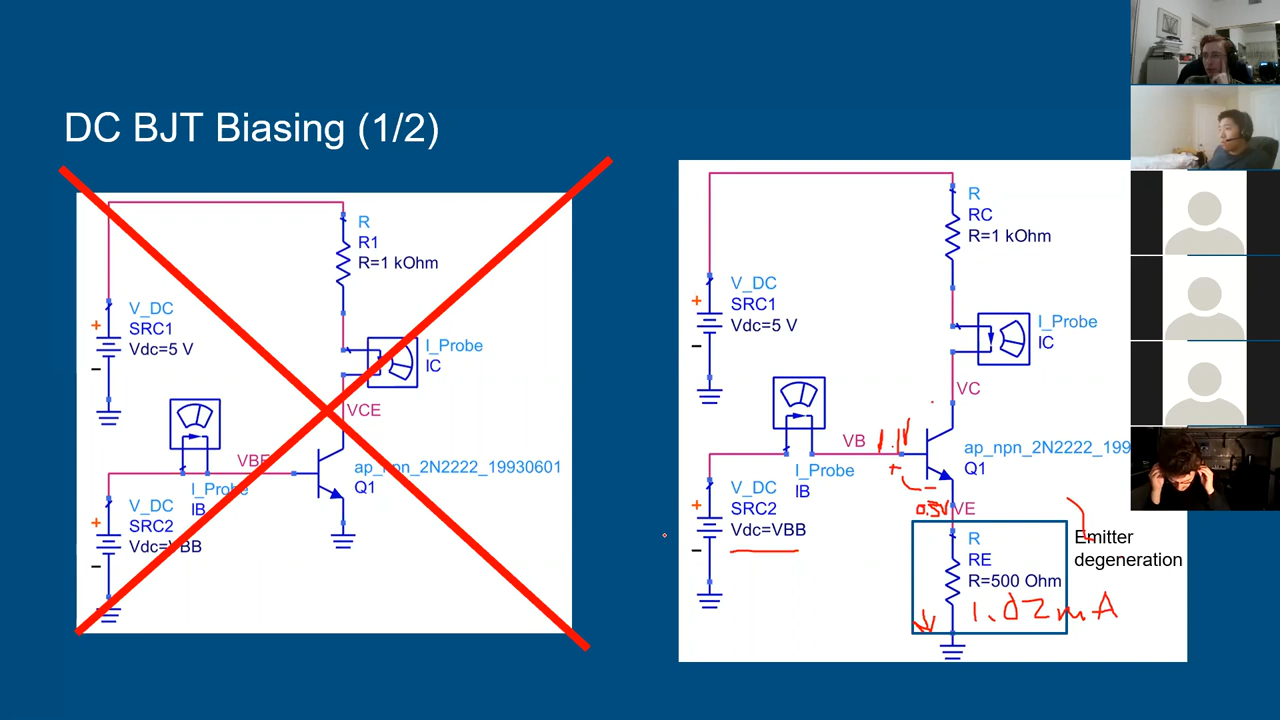 DC BJT Biasing (1/2)
R
R1
R=1 kOhm
V_DC
SRC1
Vdc=5 V
+
-
I_Probe
IC
VCE
VBE
ap_npn_2N2222_19930601
Q1
I_Probe
IB
V_DC
SRC2
Vdc=VBB
+
-
R
RC
R=1 kOhm
V_DC
SRC1
Vdc=5 V
+
-
I_Probe
IC
VC
VB
1.1V
ap_npn_2N2222_199
Q1
I_Probe
IB
+
-
V_DC
SRC2
Vdc=VBB
+
-
VE
R
RE
R=500 Ohm
1.02mA
Emitter
degeneration